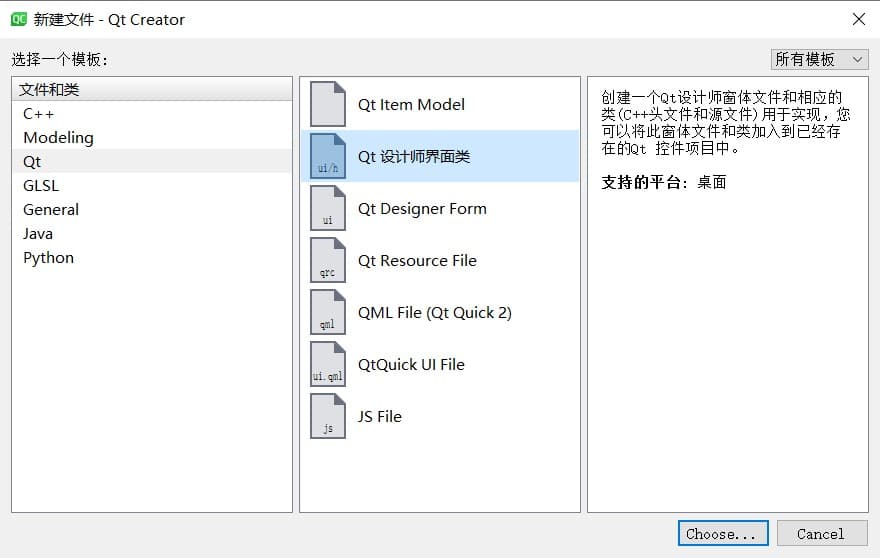 QC 新建文件 - Qt Creator
选择一个模板:
所有模板
文件和类
C++
Modeling
Qt
GLSL
General
Java
Python
Qt Item Model
ui/h
Qt 设计师界面类
ui
Qt Designer Form
qrc
Qt Resource File
qml
QML File (Qt Quick 2)
ui.qml
QtQuick UI File
js
JS File
创建一个Qt设计师窗体文件和相应的
类(C++头文件和源文件)用于实现，您
可以将此窗体文件和类加入到已经存
在的Qt 控件项目中。
支持的平台: 桌面
Choose...
Cancel